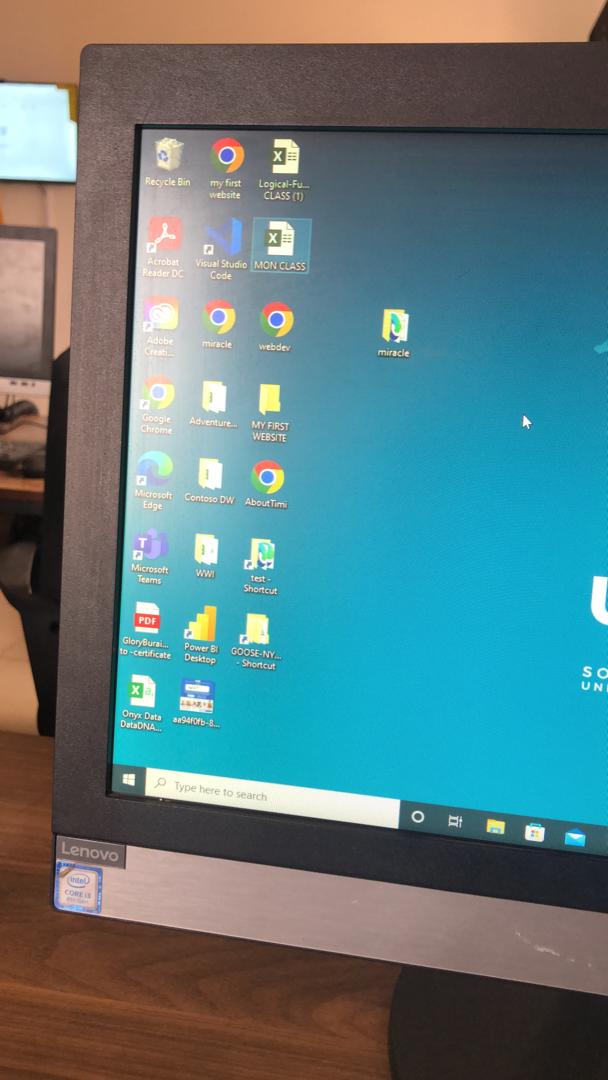 Recycle Bin
my first
website
Logical-Fu...
CLASS (1)
Acrobat
Reader DC
Visual Studio
Code
MON CLASS
Adobe
Creati...
miracle
webdev
miracle
Google
Chrome
Adventure...
MY FIRST
WEBSITE
Microsoft
Edge
Contoso DW
AboutTimi
Microsoft
Teams
WWI
test -
Shortcut
PDF
GloryBurai...
to -certificate
Power BI
Desktop
GOOSE-NY...
- Shortcut
Onyx Data
DataDNA...
aa94f0fb-8...
SO
UN
Type here to search
Lenovo
intel
CORE i3